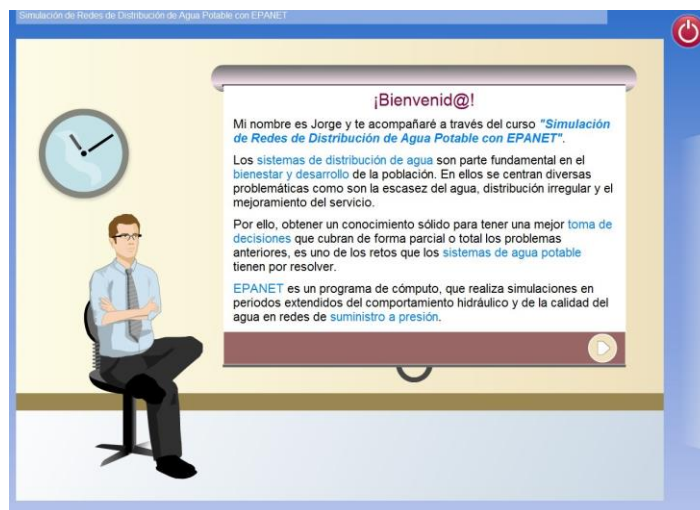 Simulación de Redes de Distribución de Agua Potable con EPANET
¡Bienvenid@!
Mi nombre es Jorge y te acompañaré a través del curso "Simulación
de Redes de Distribución de Agua Potable con EPANET".
Los sistemas de distribución de agua son parte fundamental en el
bienestar y desarrollo de la población. En ellos se centran diversas
problemáticas como son la escasez del agua, distribución irregular y el
mejoramiento del servicio.
Por ello, obtener un conocimiento sólido para tener una mejor toma de
decisiones que cubran de forma parcial o total los problemas
anteriores, es uno de los retos que los sistemas de agua potable
tienen por resolver.
EPANET es un programa de cómputo, que realiza simulaciones en
periodos extendidos del comportamiento hidráulico y de la calidad del
agua en redes de suministro a presión.